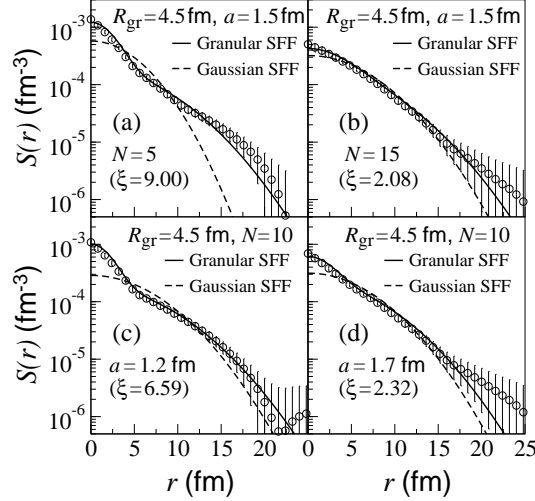 R_gr=4.5 fm, a=1.5 fm
Granular SFF
Gaussian SFF
(a)
N=5
(ξ=9.00)
R_gr=4.5 fm, a=1.5 fm
Granular SFF
Gaussian SFF
(b)
N=15
(ξ=2.08)
10^-3
10^-4
10^-5
10^-6
S(r) (fm^-3)
R_gr=4.5 fm, N=10
Granular SFF
Gaussian SFF
(c)
a=1.2 fm
(ξ=6.59)
R_gr=4.5 fm, N=10
Granular SFF
Gaussian SFF
(d)
a=1.7 fm
(ξ=2.32)
10^-3
10^-4
10^-5
10^-6
S(r) (fm^-3)
0 5 10 15 20 0 5 10 15 20 25
r (fm) r (fm)